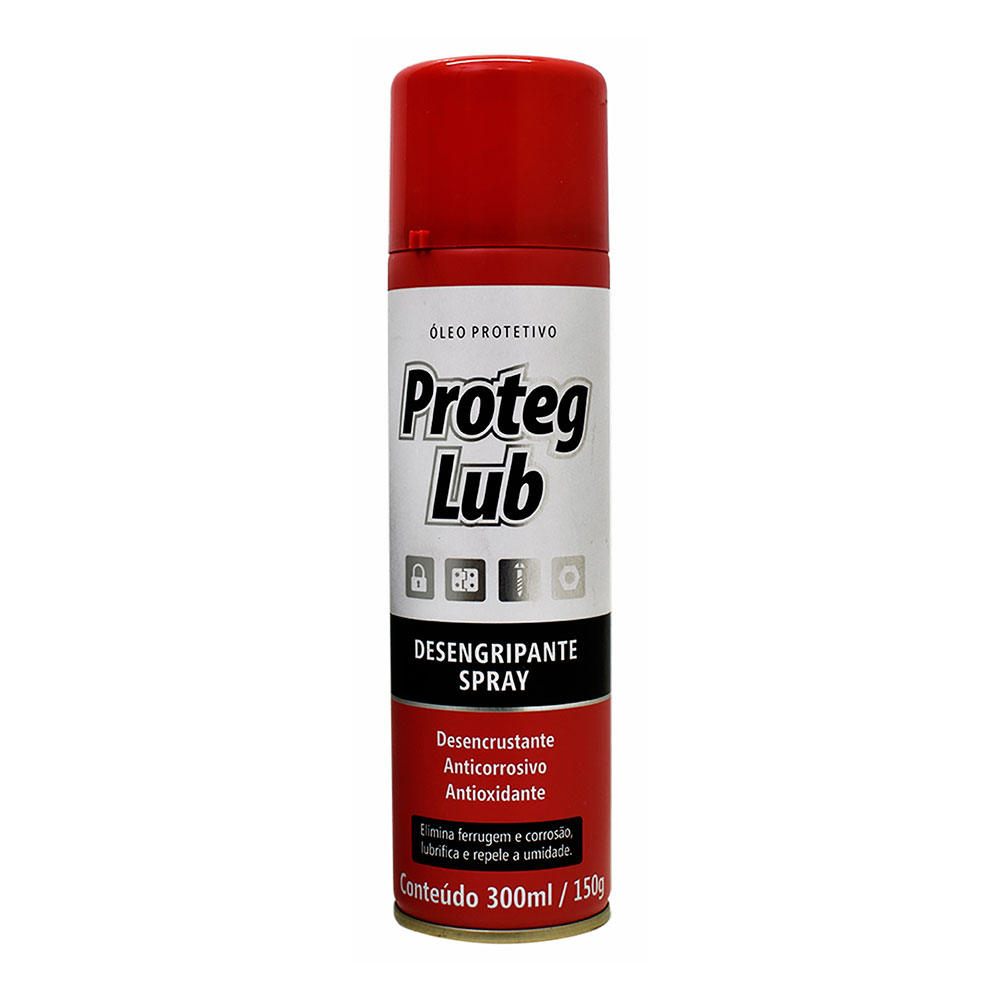 ÓLEO PROTETIVO
Proteg
Lub
DESENGRIPANTE
SPRAY
Desencrustante
Anticorrosivo
Antioxidante
Elimina ferrugem e corrosão,
lubrifica e repele a umidade.
Conteúdo 300ml / 150g